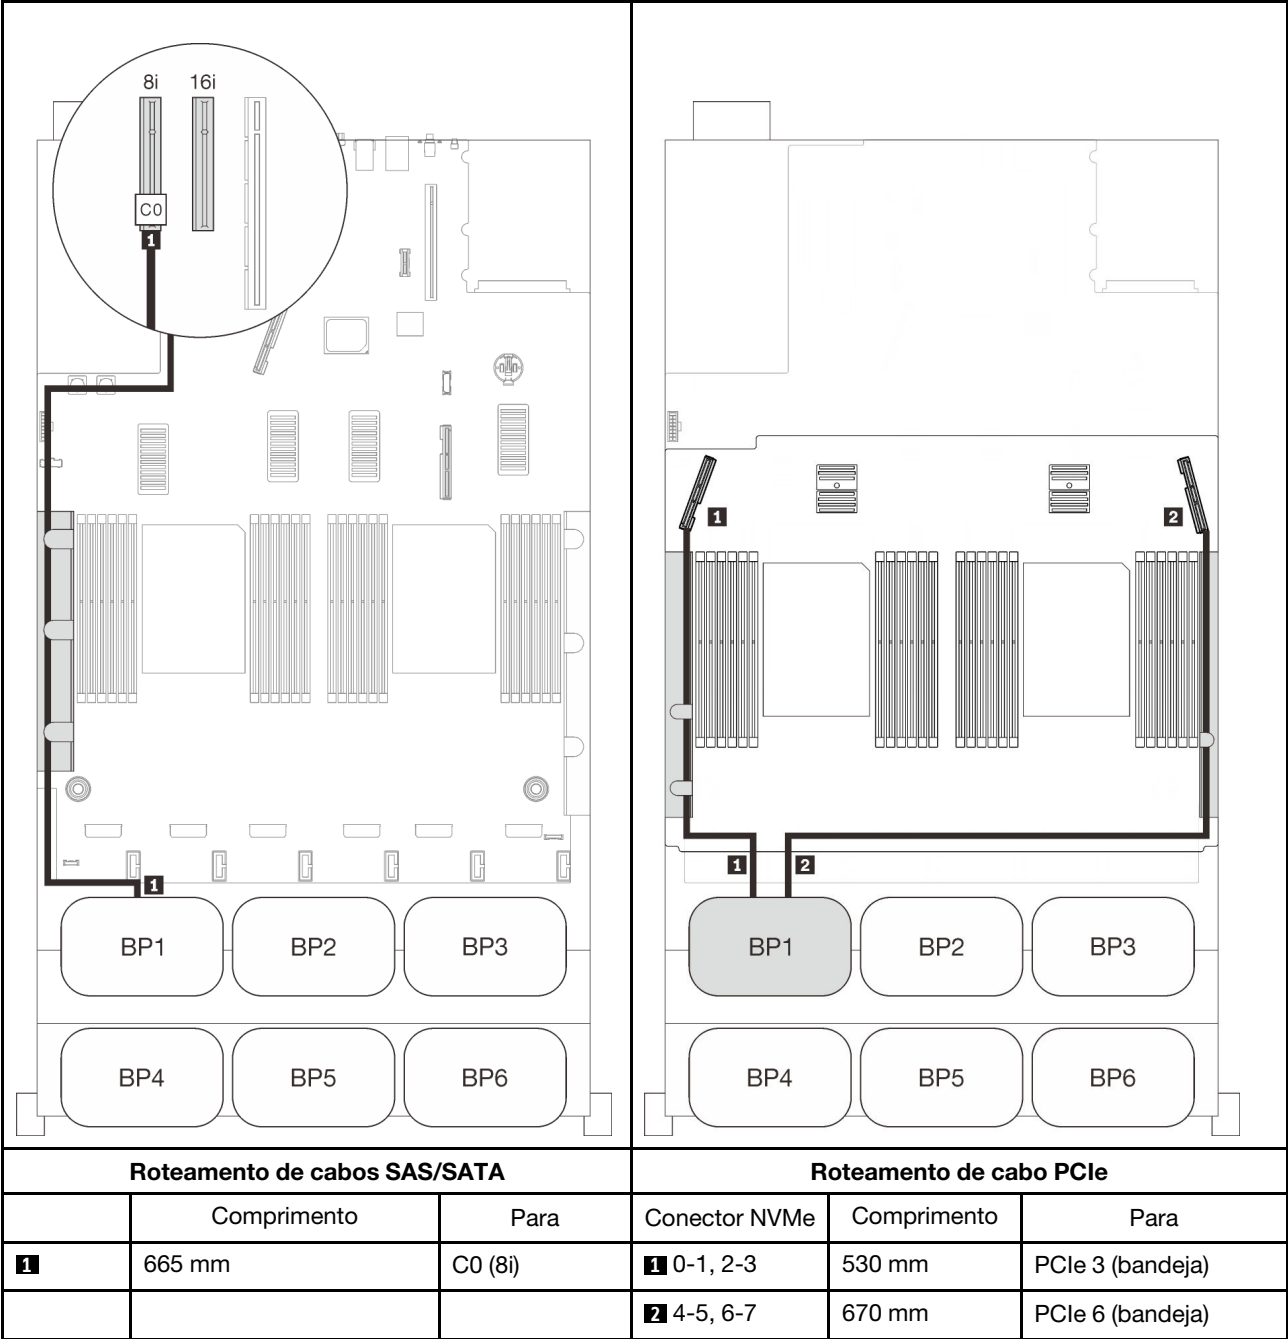 8i 16i
C0
1
1
BP1 BP2 BP3
BP4 BP5 BP6
1 2
1 2
BP1 BP2 BP3
BP4 BP5 BP6
Roteamento de cabos SAS/SATA
Comprimento Para
1 665 mm C0 (8i)
Roteamento de cabo PCIe
Conector NVMe Comprimento Para
1 0-1, 2-3 530 mm PCIe 3 (bandeja)
2 4-5, 6-7 670 mm PCIe 6 (bandeja)